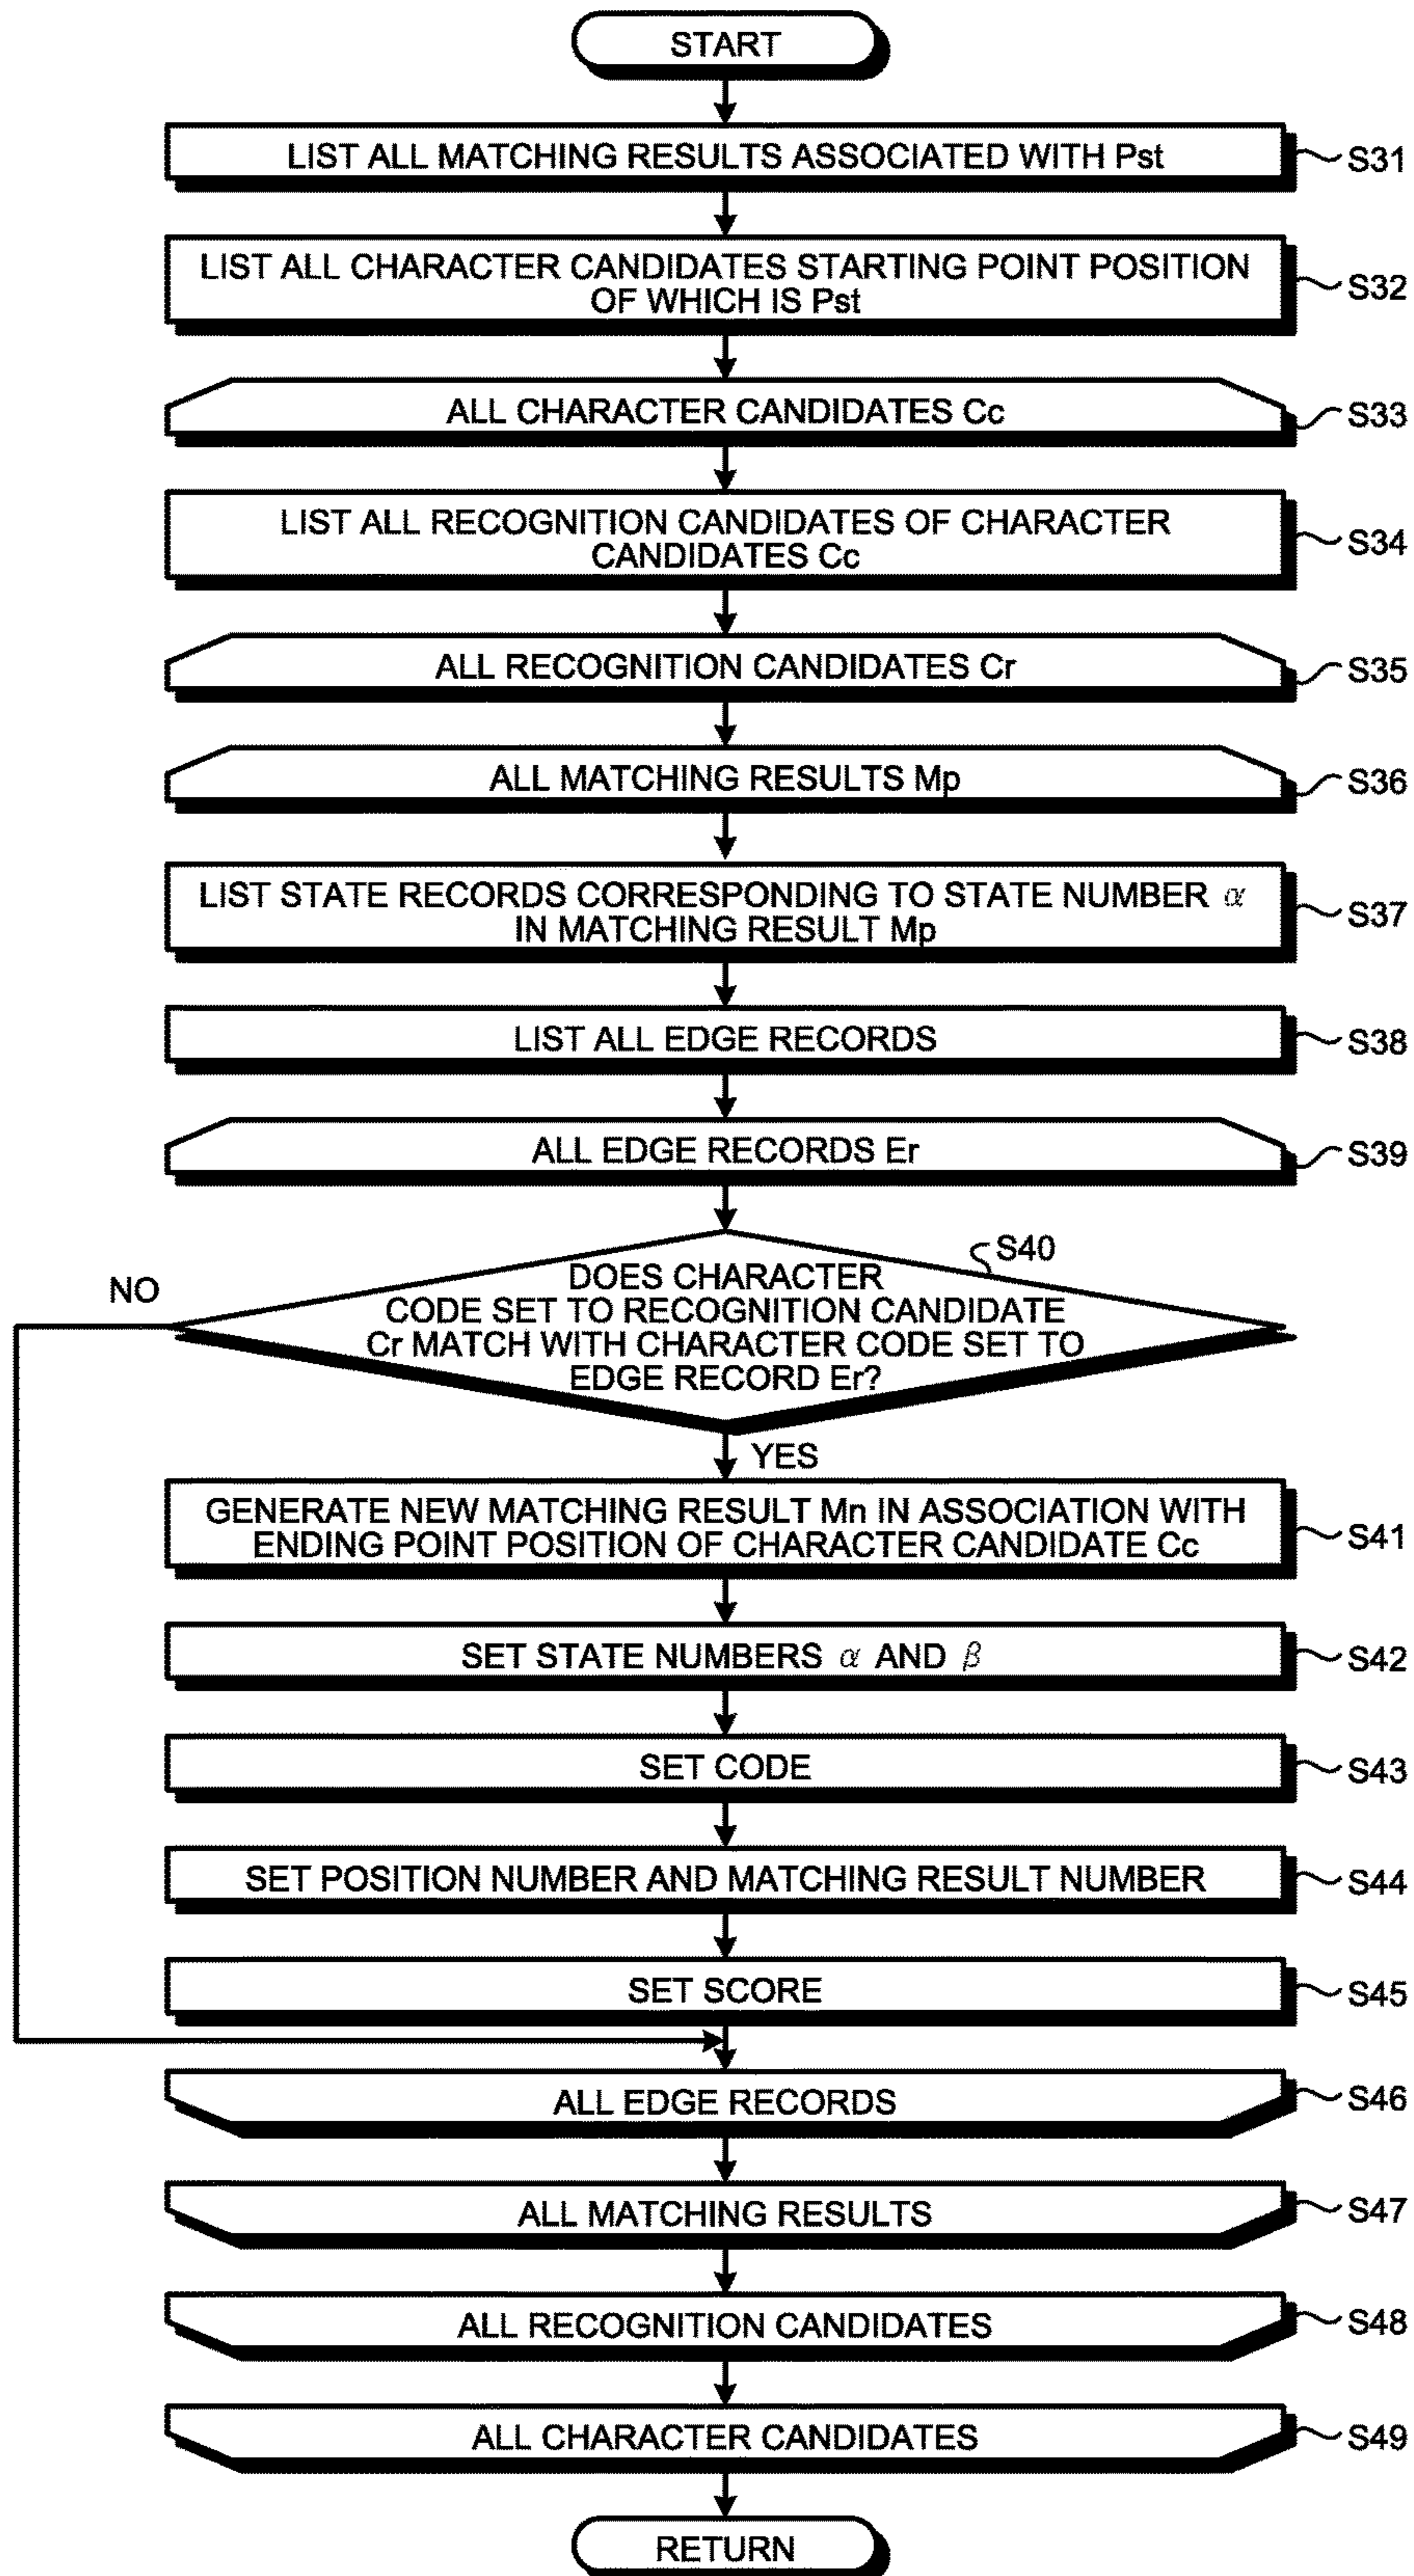 START
LIST ALL MATCHING RESULTS ASSOCIATED WITH Pst
S31
LIST ALL CHARACTER CANDIDATES STARTING POINT POSITION
OF WHICH IS Pst
S32
ALL CHARACTER CANDIDATES Cc
S33
LIST ALL RECOGNITION CANDIDATES OF CHARACTER
CANDIDATES Cc
S34
ALL RECOGNITION CANDIDATES Cr
S35
ALL MATCHING RESULTS Mp
S36
LIST STATE RECORDS CORRESPONDING TO STATE NUMBER α
IN MATCHING RESULT Mp
S37
LIST ALL EDGE RECORDS
S38
ALL EDGE RECORDS Er
S39
S40
NO
DOES CHARACTER
CODE SET TO RECOGNITION CANDIDATE
Cr MATCH WITH CHARACTER CODE SET TO
EDGE RECORD Er?
YES
GENERATE NEW MATCHING RESULT Mn IN ASSOCIATION WITH
ENDING POINT POSITION OF CHARACTER CANDIDATE Cc
S41
SET STATE NUMBERS α AND β
S42
SET CODE
S43
SET POSITION NUMBER AND MATCHING RESULT NUMBER
S44
SET SCORE
S45
ALL EDGE RECORDS
S46
ALL MATCHING RESULTS
S47
ALL RECOGNITION CANDIDATES
S48
ALL CHARACTER CANDIDATES
S49
RETURN